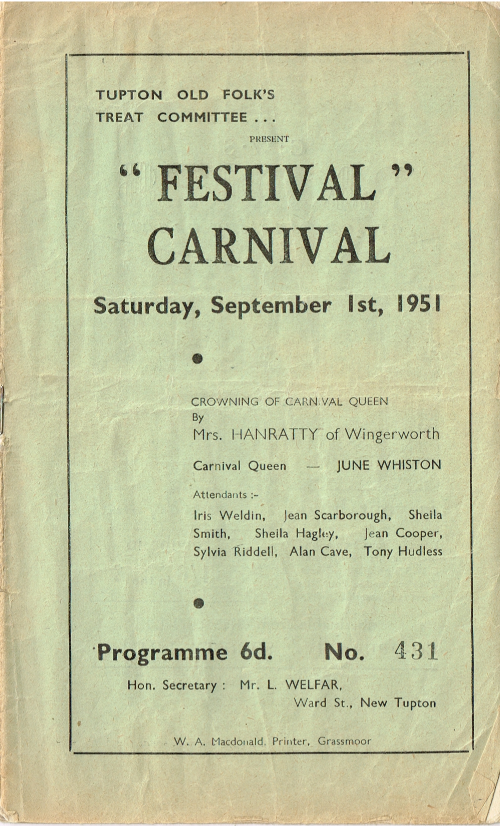 TUPTON OLD FOLK'S
TREAT COMMITTEE ...
PRESENT
"FESTIVAL"
CARNIVAL
Saturday, September 1st, 1951
CROWNING OF CARNIVAL QUEEN
By
Mrs. HANRATTY of Wingerworth
Carnival Queen — JUNE WHISTON
Attendants :-
Iris Weldin, Jean Scarborough, Sheila
Smith, Sheila Hagley, Jean Cooper,
Sylvia Riddell, Alan Cave, Tony Hudless
Programme 6d. No. 431
Hon. Secretary : Mr. L. WELFAR,
Ward St., New Tupton
W. A. Macdonald, Printer, Grassmoor